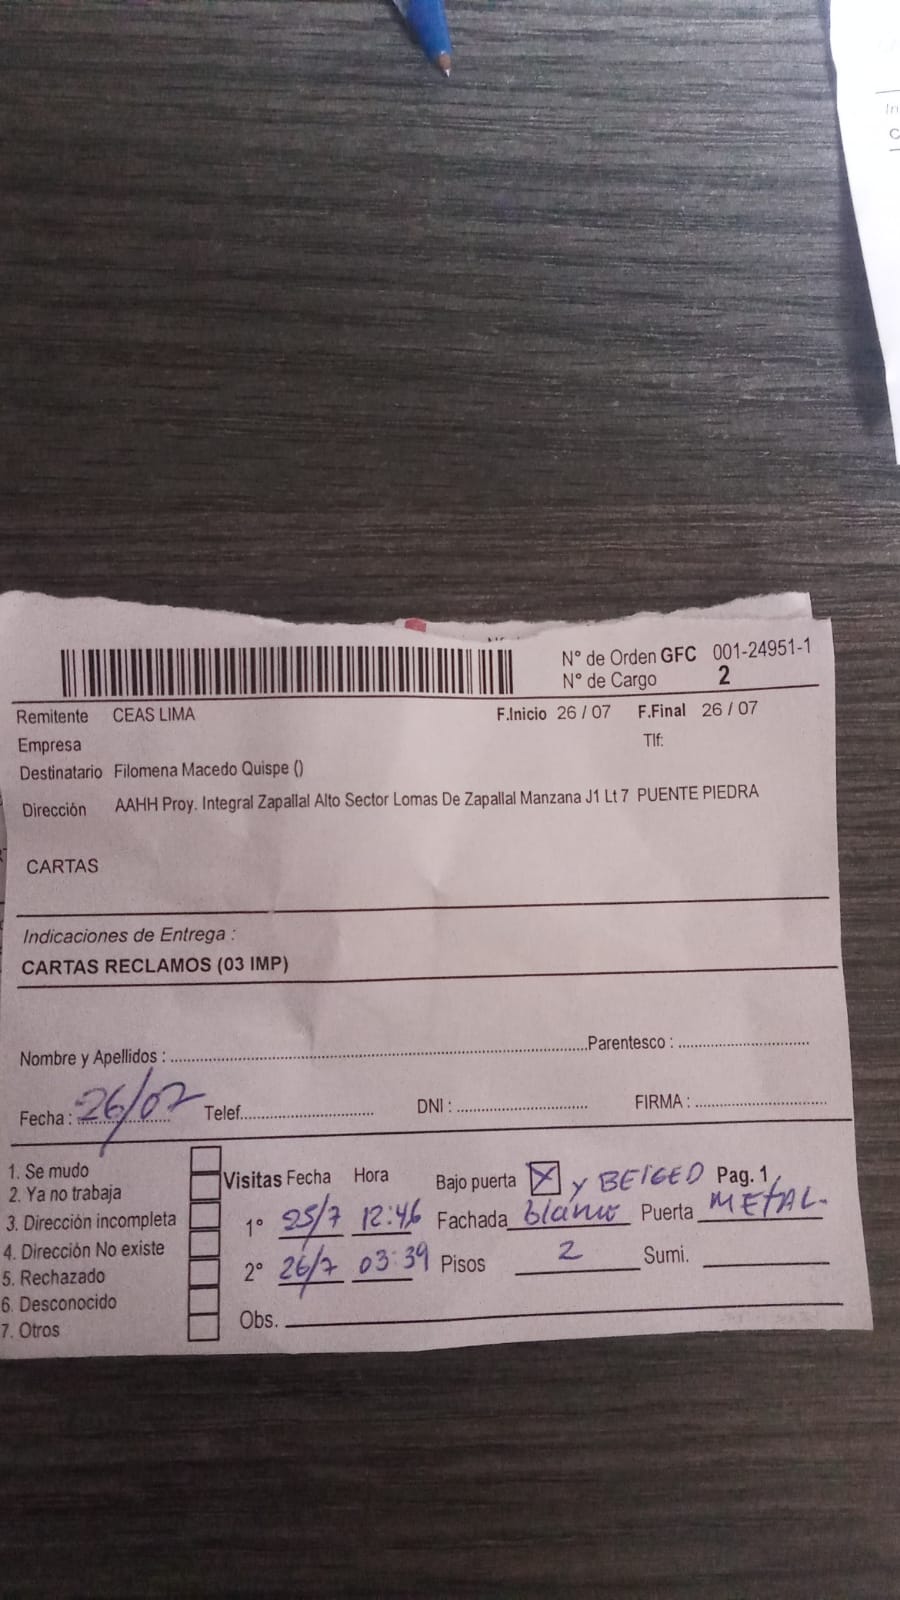 N° de Orden GFC 001-24951-1
N° de Cargo 2
Remitente CEAS LIMA F.Inicio 26 / 07 F.Final 26 / 07
Empresa Tlf:
Destinatario Filomena Macedo Quispe ()
Dirección AAHH Proy. Integral Zapallal Alto Sector Lomas De Zapallal Manzana J1 Lt 7 PUENTE PIEDRA
CARTAS
Indicaciones de Entrega :
CARTAS RECLAMOS (03 IMP)
Nombre y Apellidos : Parentesco :
Fecha : 26/07 Telef. DNI : FIRMA :
1. Se mudo
2. Ya no trabaja
3. Dirección incompleta
4. Dirección No existe
5. Rechazado
6. Desconocido
7. Otros
Visitas Fecha Hora Bajo puerta X y BEIGED Pag. 1
1° 25/7 12:46 Fachada blanco Puerta METAL.
2° 26/7 03:39 Pisos 2 Sumi.
Obs.